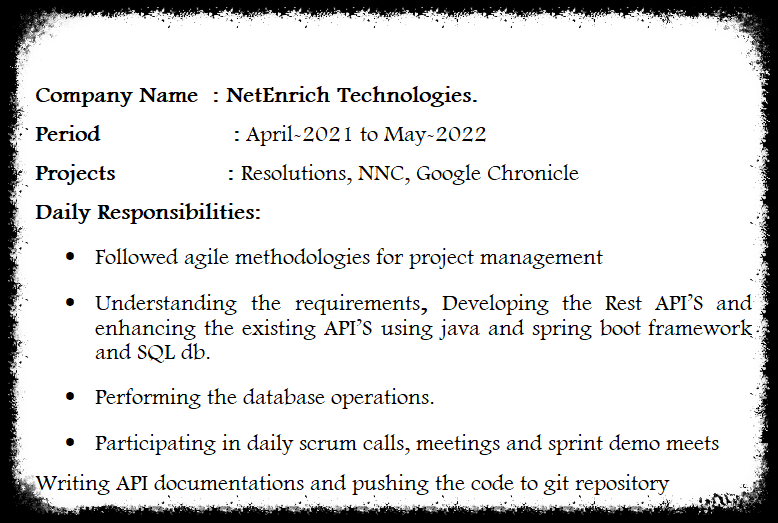 Company Name : NetEnrich Technologies.
Period : April-2021 to May-2022
Projects : Resolutions, NNC, Google Chronicle
Daily Responsibilities:
• Followed agile methodologies for project management
• Understanding the requirements, Developing the Rest API'S and
enhancing the existing API'S using java and spring boot framework
and SQL db.
• Performing the database operations.
• Participating in daily scrum calls, meetings and sprint demo meets
Writing API documentations and pushing the code to git repository